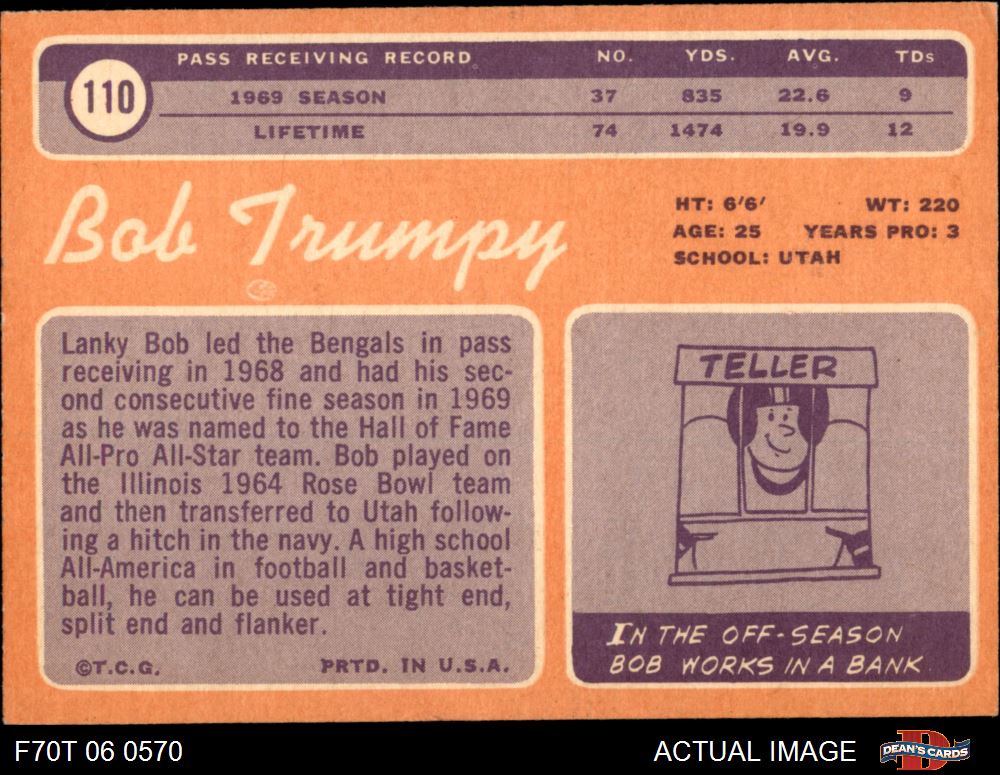 110
PASS RECEIVING RECORD NO. YDS. AVG. TDs
1969 SEASON 37 835 22.6 9
LIFETIME 74 1474 19.9 12
Bob Trumpy
HT: 6'6' WT: 220
AGE: 25 YEARS PRO: 3
SCHOOL: UTAH
Lanky Bob led the Bengals in pass
receiving in 1968 and had his sec-
ond consecutive fine season in 1969
as he was named to the Hall of Fame
All-Pro All-Star team. Bob played on
the Illinois 1964 Rose Bowl team
and then transferred to Utah follow-
ing a hitch in the navy. A high school
All-America in football and basket-
ball, he can be used at tight end,
split end and flanker.
©T.C.G. PRTD. IN U.S.A.
TELLER
IN THE OFF-SEASON
BOB WORKS IN A BANK.
F70T 06 0570 ACTUAL IMAGE DEAN'S CARDS